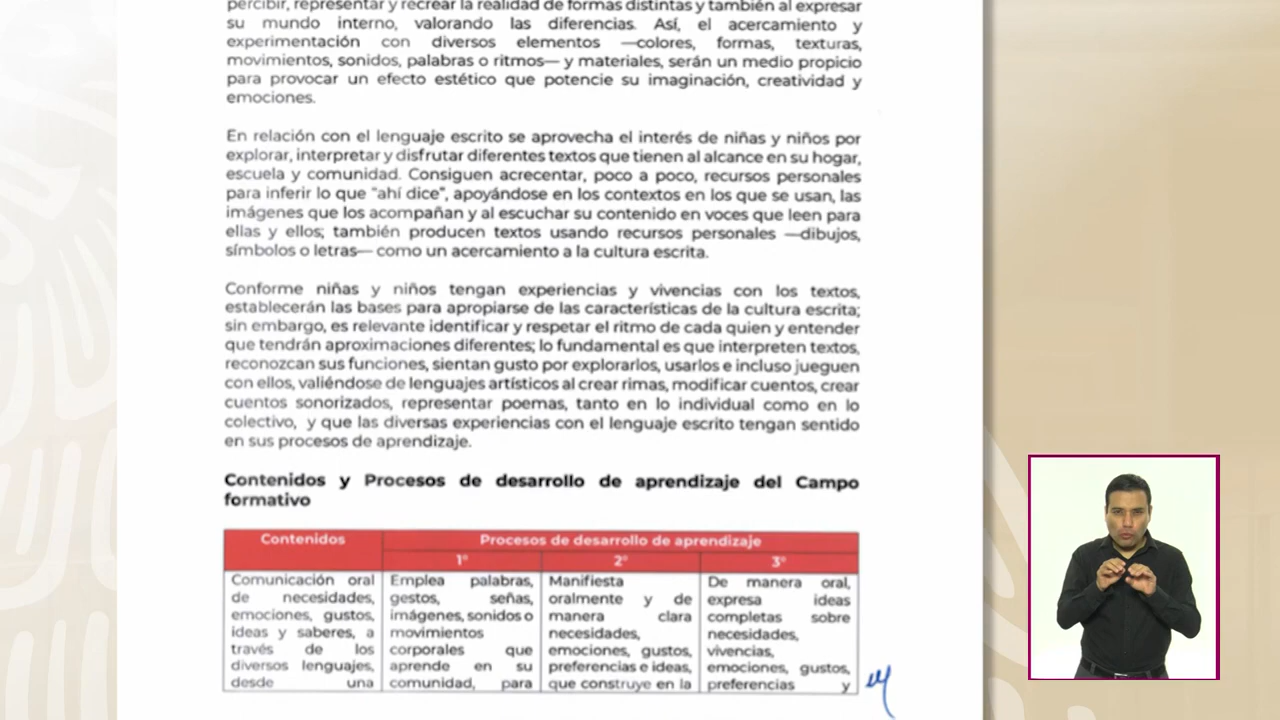 percibir, representar y recrear la realidad de formas distintas y también al expresar
su mundo interno, valorando las diferencias. Así, el acercamiento y
experimentación con diversos elementos —colores, formas, texturas,
movimientos, sonidos, palabras o ritmos— y materiales, serán un medio propicio
para provocar un efecto estético que potencie su imaginación, creatividad y
emociones.
En relación con el lenguaje escrito se aprovecha el interés de niñas y niños por
explorar, interpretar y disfrutar diferentes textos que tienen al alcance en su hogar,
escuela y comunidad. Consiguen acrecentar, poco a poco, recursos personales
para inferir lo que "ahí dice", apoyándose en los contextos en los que se usan, las
imágenes que los acompañan y al escuchar su contenido en voces que leen para
ellas y ellos; también producen textos usando recursos personales —dibujos,
símbolos o letras— como un acercamiento a la cultura escrita.
Conforme niñas y niños tengan experiencias y vivencias con los textos,
establecerán las bases para apropiarse de las características de la cultura escrita;
sin embargo, es relevante identificar y respetar el ritmo de cada quien y entender
que tendrán aproximaciones diferentes; lo fundamental es que interpreten textos,
reconozcan sus funciones, sientan gusto por explorarlos, usarlos e incluso jueguen
con ellos, valiéndose de lenguajes artísticos al crear rimas, modificar cuentos, crear
cuentos sonorizados, representar poemas, tanto en lo individual como en lo
colectivo, y que las diversas experiencias con el lenguaje escrito tengan sentido
en sus procesos de aprendizaje.
Contenidos y Procesos de desarrollo de aprendizaje del Campo
formativo
Contenidos
Procesos de desarrollo de aprendizaje
1° 2° 3°
Comunicación oral
de necesidades,
emociones, gustos,
ideas y saberes, a
través de los
diversos lenguajes,
desde una
Emplea palabras,
gestos, señas,
imágenes, sonidos o
movimientos
corporales que
aprende en su
comunidad, para
Manifiesta
oralmente y de
manera clara
necesidades,
emociones, gustos,
preferencias e ideas,
que construye en la
De manera oral,
expresa ideas
completas sobre
necesidades,
vivencias,
emociones, gustos,
preferencias y